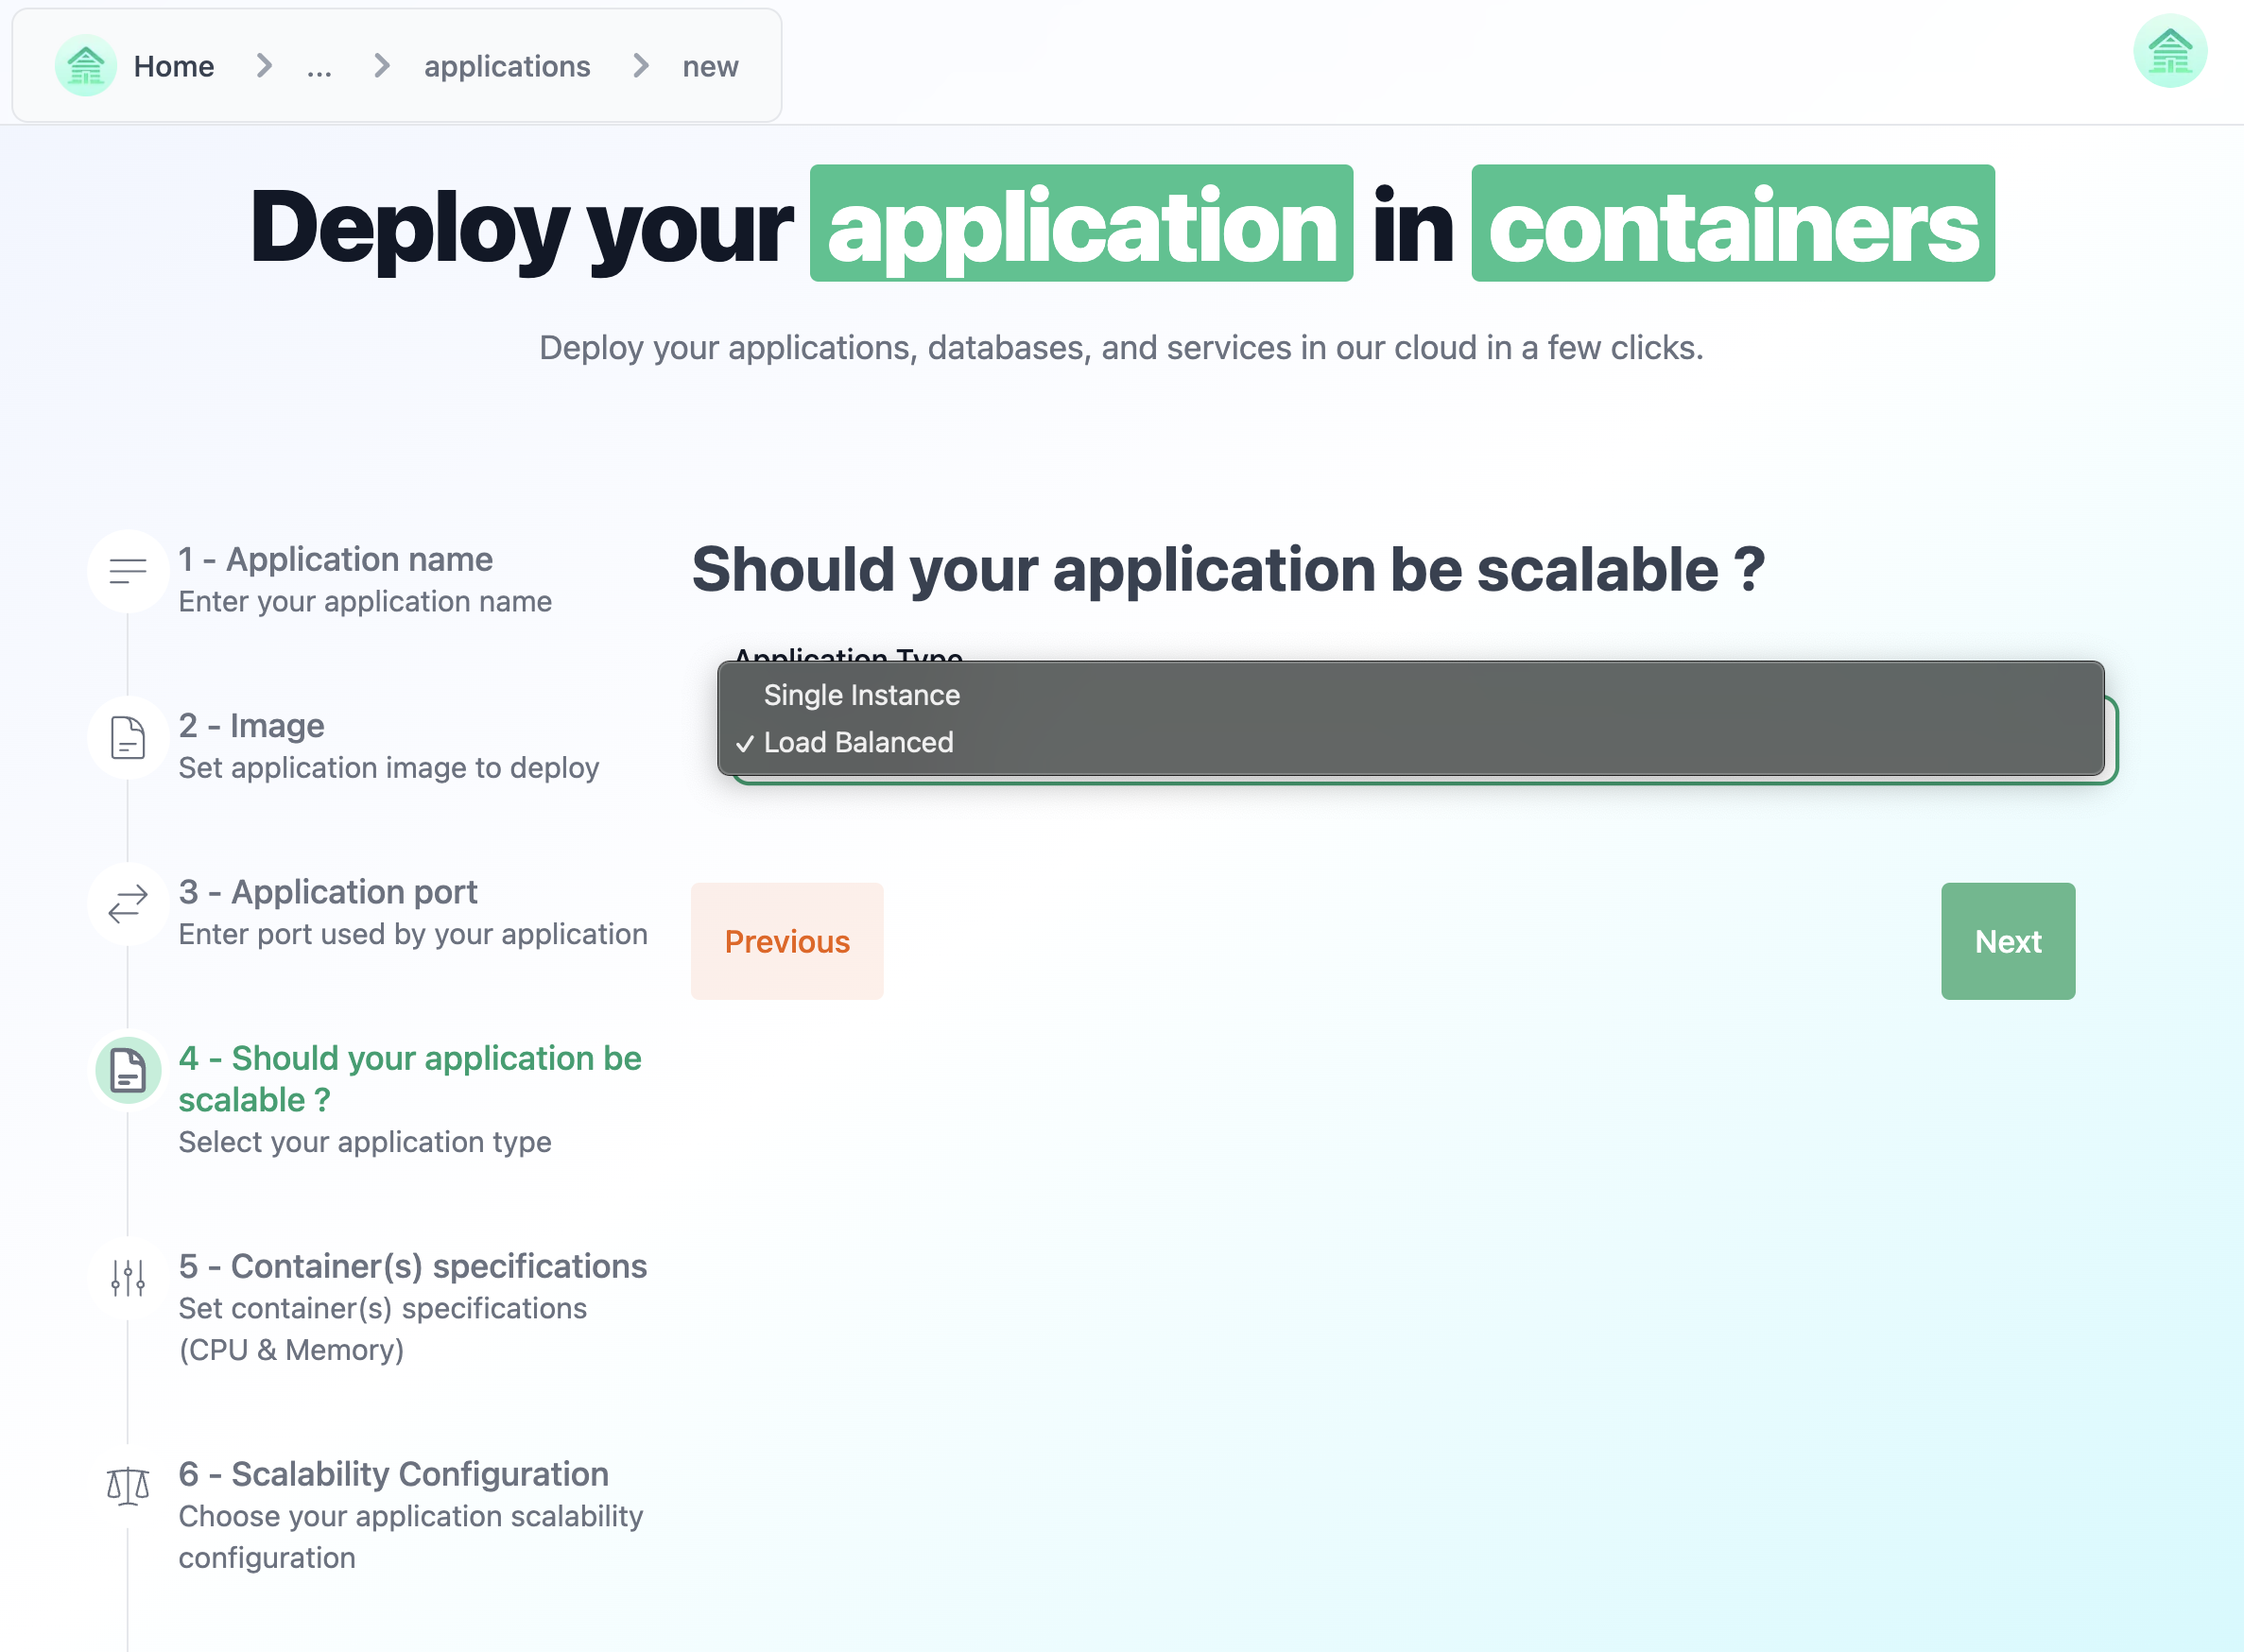 Home > ... > applications > new
Deploy your application in containers
Deploy your applications, databases, and services in our cloud in a few clicks.
1 - Application name
Enter your application name
2 - Image
Set application image to deploy
3 - Application port
Enter port used by your application
4 - Should your application be
scalable ?
Select your application type
5 - Container(s) specifications
Set container(s) specifications
(CPU & Memory)
6 - Scalability Configuration
Choose your application scalability
configuration
Should your application be scalable ?
Application Type
Single Instance
✓ Load Balanced
Previous
Next